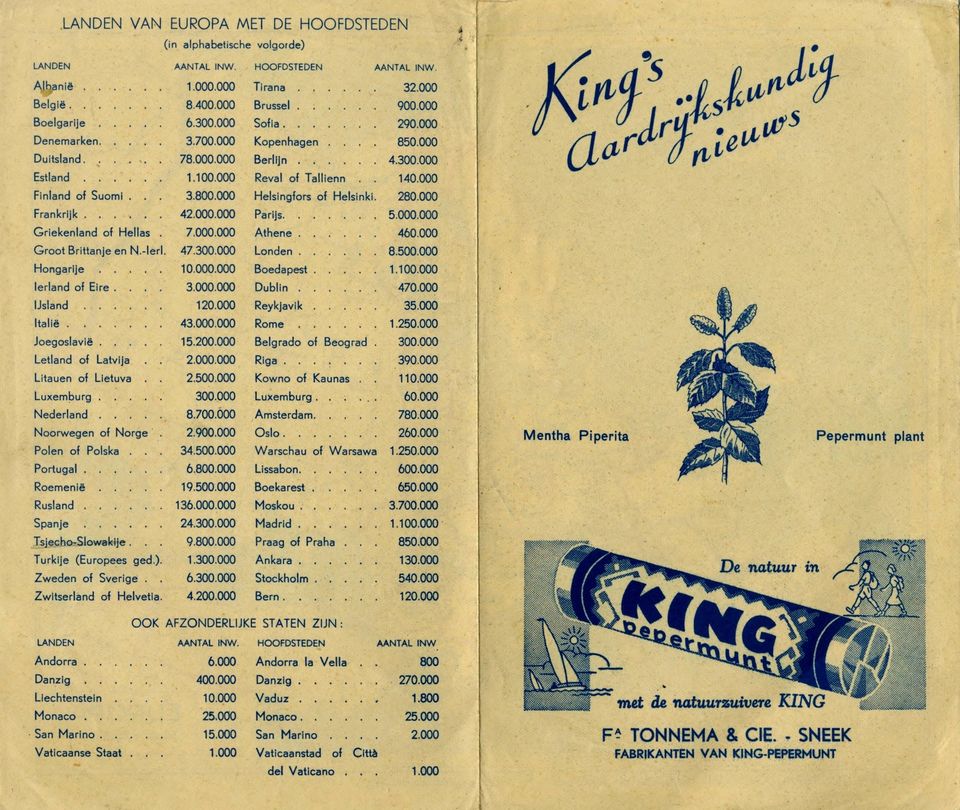 LANDEN VAN EUROPA MET DE HOOFDSTEDEN
(in alphabetische volgorde)
LANDEN AANTAL INW. HOOFDSTEDEN AANTAL INW.
Albanië . . . . . . 1.000.000 Tirana . . . . . 32.000
België . . . . . . 8.400.000 Brussel . . . . . 900.000
Boelgarije . . . . . 6.300.000 Sofia . . . . . . 290.000
Denemarken . . . . . 3.700.000 Kopenhagen . . . . 850.000
Duitsland . . . . . . 78.000.000 Berlijn . . . . . 4.300.000
Estland . . . . . . 1.100.000 Reval of Tallienn . . 140.000
Finland of Suomi . . . 3.800.000 Helsingfors of Helsinki. 280.000
Frankrijk . . . . . . 42.000.000 Parijs . . . . . . 5.000.000
Griekenland of Hellas . 7.000.000 Athene . . . . . 460.000
Groot Brittanje en N.-Ierl. 47.300.000 Londen . . . . . 8.500.000
Hongarije . . . . . 10.000.000 Boedapest . . . . . 1.100.000
Ierland of Eire . . . . 3.000.000 Dublin . . . . . 470.000
IJsland . . . . . . 120.000 Reykjavik . . . . 35.000
Italië . . . . . . . 43.000.000 Rome . . . . . . 1.250.000
Joegoslavië . . . . . 15.200.000 Belgrado of Beograd . 300.000
Letland of Latvija . . 2.000.000 Riga . . . . . . 390.000
Litauen of Lietuva . . 2.500.000 Kowno of Kaunas . . 110.000
Luxemburg . . . . . 300.000 Luxemburg . . . . . 60.000
Nederland . . . . . 8.700.000 Amsterdam . . . . 780.000
Noorwegen of Norge . 2.900.000 Oslo . . . . . . 260.000
Polen of Polska . . . 34.500.000 Warschau of Warsawa 1.250.000
Portugal . . . . . . 6.800.000 Lissabon . . . . . 600.000
Roemenië . . . . . 19.500.000 Boekarest . . . . . 650.000
Rusland . . . . . . 136.000.000 Moskou . . . . . 3.700.000
Spanje . . . . . . 24.300.000 Madrid . . . . . 1.100.000
Tsjecho-Slowakije . . . 9.800.000 Praag of Praha . . . 850.000
Turkije (Europees ged.). 1.300.000 Ankara . . . . . 130.000
Zweden of Sverige . . 6.300.000 Stockholm . . . . 540.000
Zwitserland of Helvetia. 4.200.000 Bern . . . . . . 120.000
OOK AFZONDERLIJKE STATEN ZIJN:
LANDEN AANTAL INW. HOOFDSTEDEN AANTAL INW.
Andorra . . . . . . 6.000 Andorra la Vella . . 800
Danzig . . . . . . . 400.000 Danzig . . . . . 270.000
Liechtenstein . . . . 10.000 Vaduz . . . . . . 1.800
Monaco . . . . . . 25.000 Monaco . . . . . 25.000
San Marino . . . . . 15.000 San Marino . . . . 2.000
Vaticaanse Staat . . . 1.000 Vaticaanstad of Città
del Vaticano . . . 1.000
King's
Aardrijkskundig
nieuws
Mentha Piperita
Pepermunt plant
De natuur in
KING
pepermunt
met de natuurzuivere KING
Fᴬ TONNEMA & CIE. - SNEEK
FABRIKANTEN VAN KING-PEPERMUNT